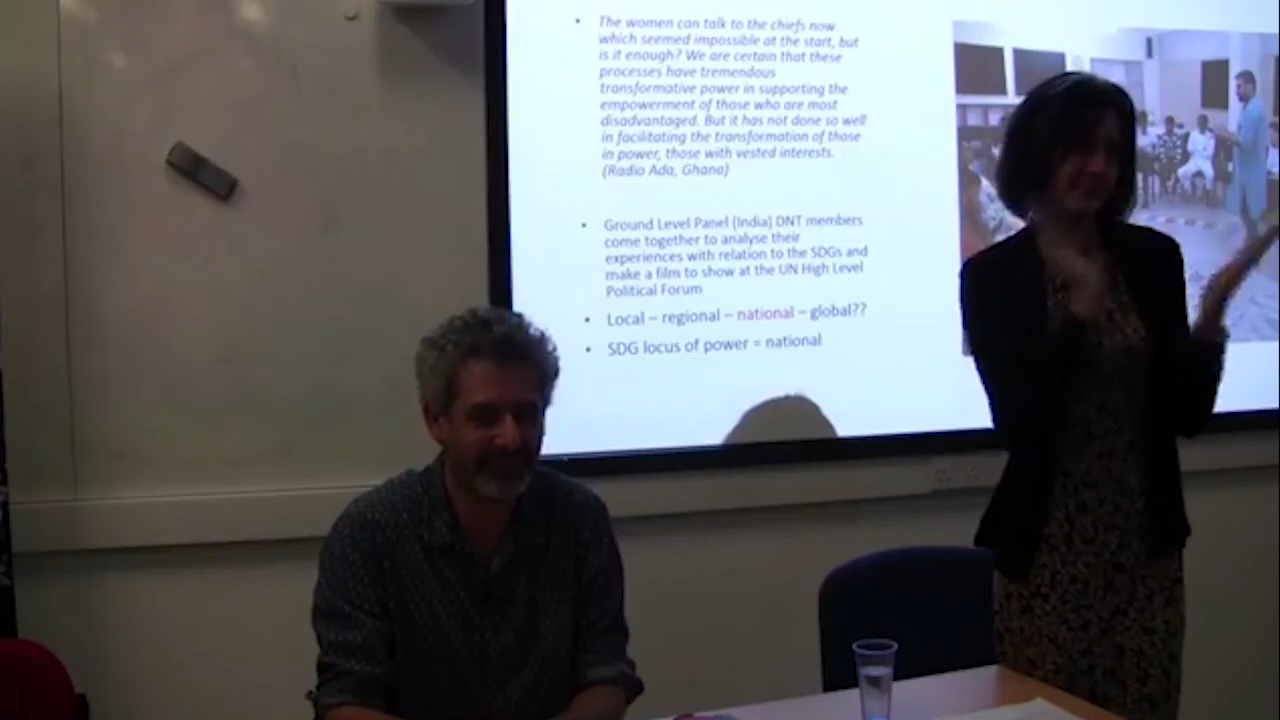 • The women can talk to the chiefs now
which seemed impossible at the start, but
is it enough? We are certain that these
processes have tremendous
transformative power in supporting the
empowerment of those who are most
disadvantaged. But it has not done so well
in facilitating the transformation of those
in power, those with vested interests.
(Radio Ada, Ghana)
• Ground Level Panel (India) DNT members
come together to analyse their
experiences with relation to the SDGs and
make a film to show at the UN High Level
Political Forum
• Local – regional – national – global??
• SDG locus of power = national